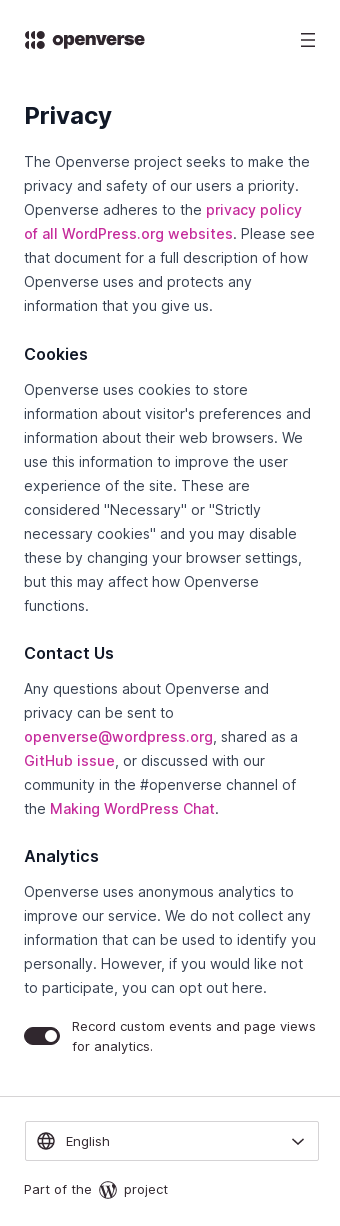 openverse
Privacy
The Openverse project seeks to make the
privacy and safety of our users a priority.
Openverse adheres to the privacy policy
of all WordPress.org websites. Please see
that document for a full description of how
Openverse uses and protects any
information that you give us.
Cookies
Openverse uses cookies to store
information about visitor's preferences and
information about their web browsers. We
use this information to improve the user
experience of the site. These are
considered "Necessary" or "Strictly
necessary cookies" and you may disable
these by changing your browser settings,
but this may affect how Openverse
functions.
Contact Us
Any questions about Openverse and
privacy can be sent to
openverse@wordpress.org, shared as a
GitHub issue, or discussed with our
community in the #openverse channel of
the Making WordPress Chat.
Analytics
Openverse uses anonymous analytics to
improve our service. We do not collect any
information that can be used to identify you
personally. However, if you would like not
to participate, you can opt out here.
Record custom events and page views
for analytics.
English
Part of the project